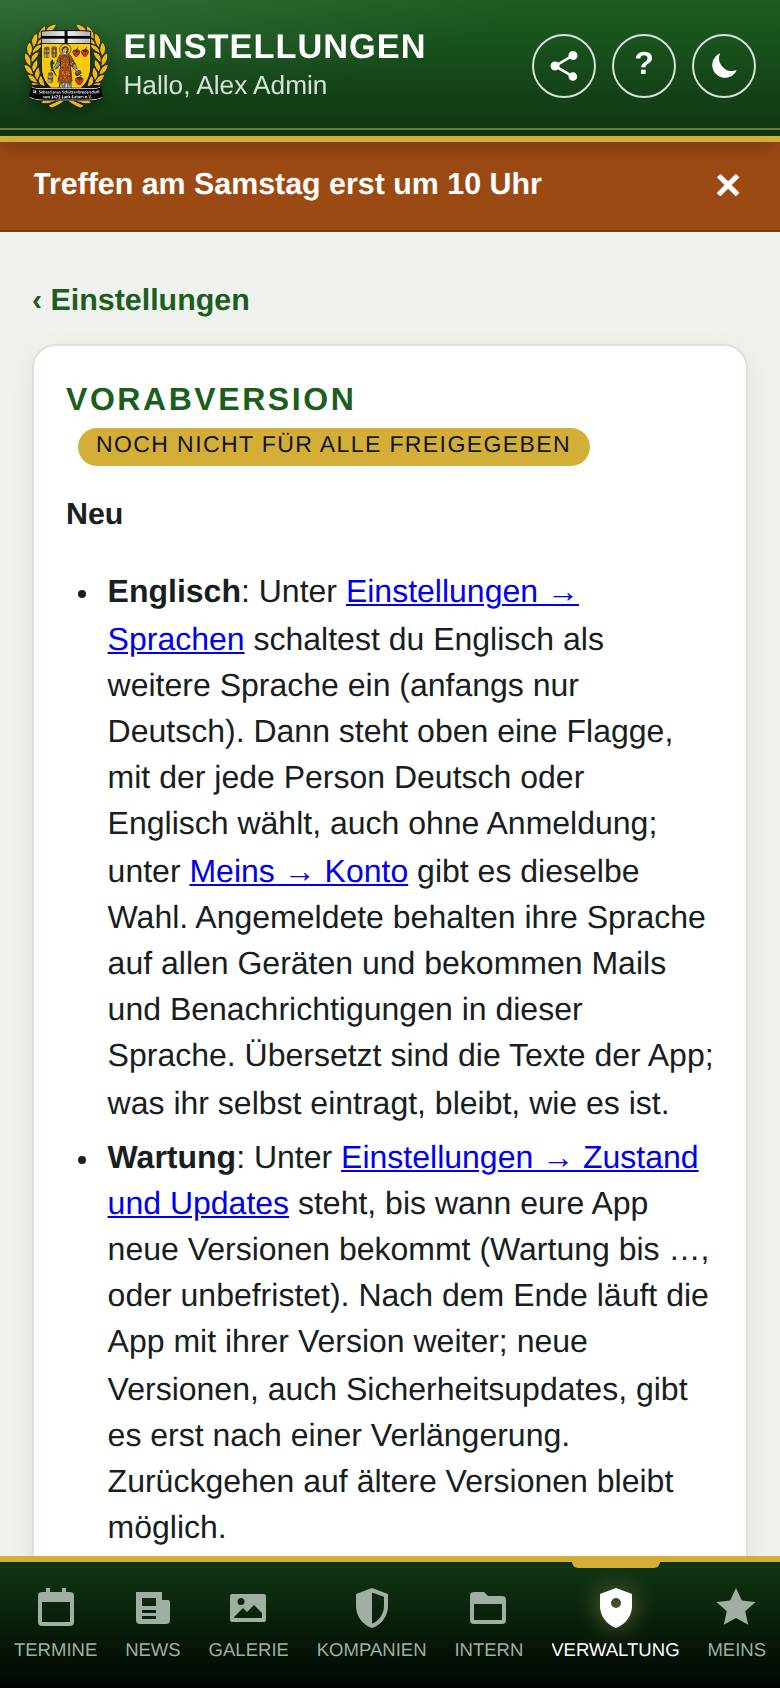 EINSTELLUNGEN
Hallo, Alex Admin
?
Treffen am Samstag erst um 10 Uhr
×
‹ Einstellungen
VORABVERSION
NOCH NICHT FÜR ALLE FREIGEGEBEN
Neu
• Englisch: Unter Einstellungen →
Sprachen schaltest du Englisch als
weitere Sprache ein (anfangs nur
Deutsch). Dann steht oben eine Flagge,
mit der jede Person Deutsch oder
Englisch wählt, auch ohne Anmeldung;
unter Meins → Konto gibt es dieselbe
Wahl. Angemeldete behalten ihre Sprache
auf allen Geräten und bekommen Mails
und Benachrichtigungen in dieser
Sprache. Übersetzt sind die Texte der App;
was ihr selbst eintragt, bleibt, wie es ist.
• Wartung: Unter Einstellungen → Zustand
und Updates steht, bis wann eure App
neue Versionen bekommt (Wartung bis …,
oder unbefristet). Nach dem Ende läuft die
App mit ihrer Version weiter; neue
Versionen, auch Sicherheitsupdates, gibt
es erst nach einer Verlängerung.
Zurückgehen auf ältere Versionen bleibt
möglich.
TERMINE NEWS GALERIE KOMPANIEN INTERN VERWALTUNG MEINS